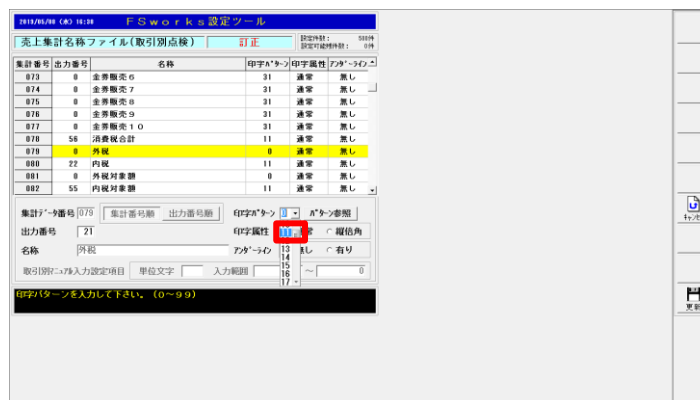 2019/05/08 (水) 16:38 FSworks設定ツール
売上集計名称ファイル(取引別点検) 訂正 設定件数: 500件
設定可能残件数: 0件
集計番号 出力番号 名称 印字パターン 印字属性 アンダーライン
073 0 金券販売6 31 通常 無し
074 0 金券販売7 31 通常 無し
075 0 金券販売8 31 通常 無し
076 0 金券販売9 31 通常 無し
077 0 金券販売10 31 通常 無し
078 56 消費税合計 11 通常 無し
079 0 外税 0 通常 無し
080 22 内税 11 通常 無し
081 0 外税対象額 0 通常 無し
082 55 内税対象額 11 通常 無し
集計データ番号 079 集計番号順 出力番号順 印字パターン 0 パターン参照
出力番号 21 印字属性 11 常 縦倍角
名称 外税 アンダーライン 13 無し 有り
14
15
16
17
取引別マニュアル入力設定項目 単位文字 入力範囲 ~ 0
印字パターンを入力して下さい。(0~99)
キャンセル
更新